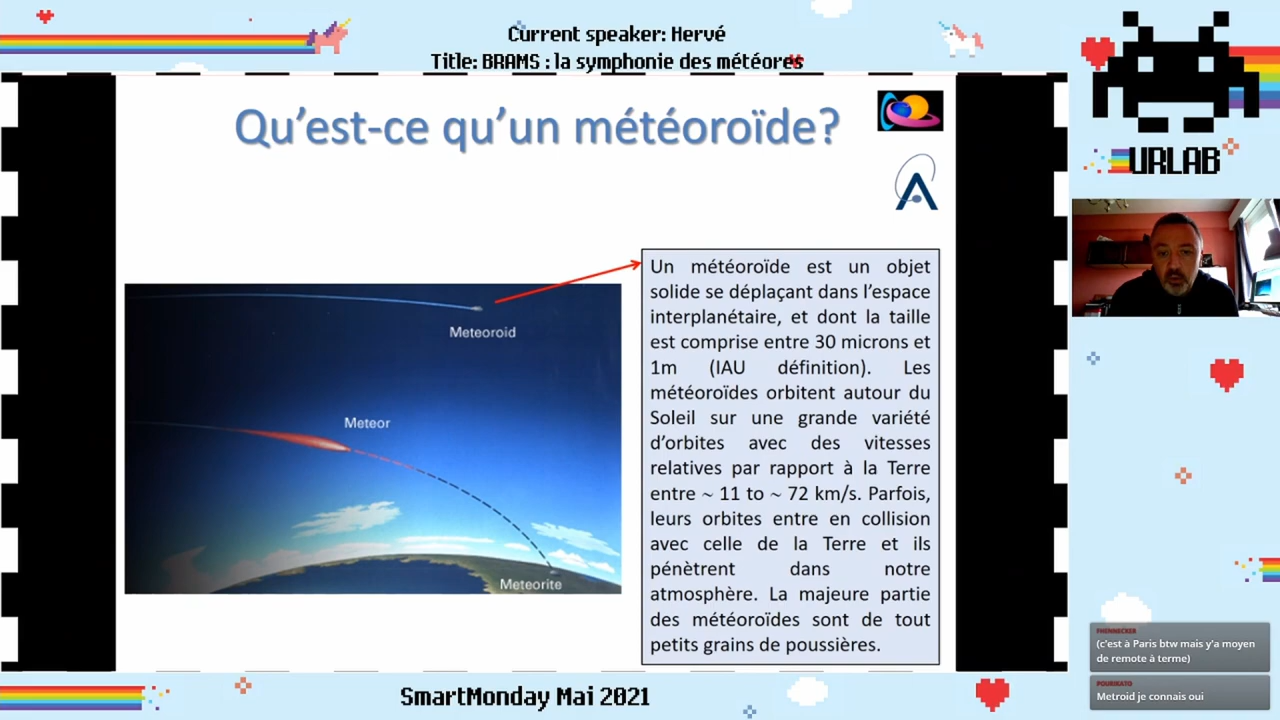 Current speaker: Hervé
Title: BRAMS : la symphonie des météores
Qu’est-ce qu’un météoroïde?
URLAB
Meteoroid
Meteor
Meteorite
Un météoroïde est un objet
solide se déplaçant dans l’espace
interplanétaire, et dont la taille
est comprise entre 30 microns et
1m (IAU définition). Les
météoroïdes orbitent autour du
Soleil sur une grande variété
d’orbites avec des vitesses
relatives par rapport à la Terre
entre ~ 11 to ~ 72 km/s. Parfois,
leurs orbites entre en collision
avec celle de la Terre et ils
pénètrent dans notre
atmosphère. La majeure partie
des météoroïdes sont de tout
petits grains de poussières.
FHENNECKER
(c'est à Paris btw mais y'a moyen
de remote à terme)
POURIKATO
Metroid je connais oui
SmartMonday Mai 2021